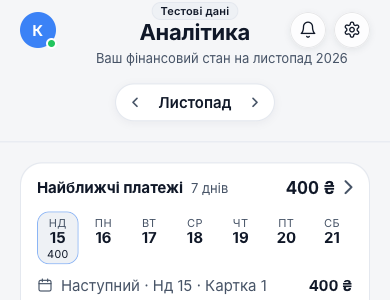 Тестові дані
К
Аналітика
Ваш фінансовий стан на листопад 2026
Листопад
Найближчі платежі 7 днів 400 ₴
НД ПН ВТ СР ЧТ ПТ СБ
15 16 17 18 19 20 21
400
Наступний · Нд 15 · Картка 1 400 ₴